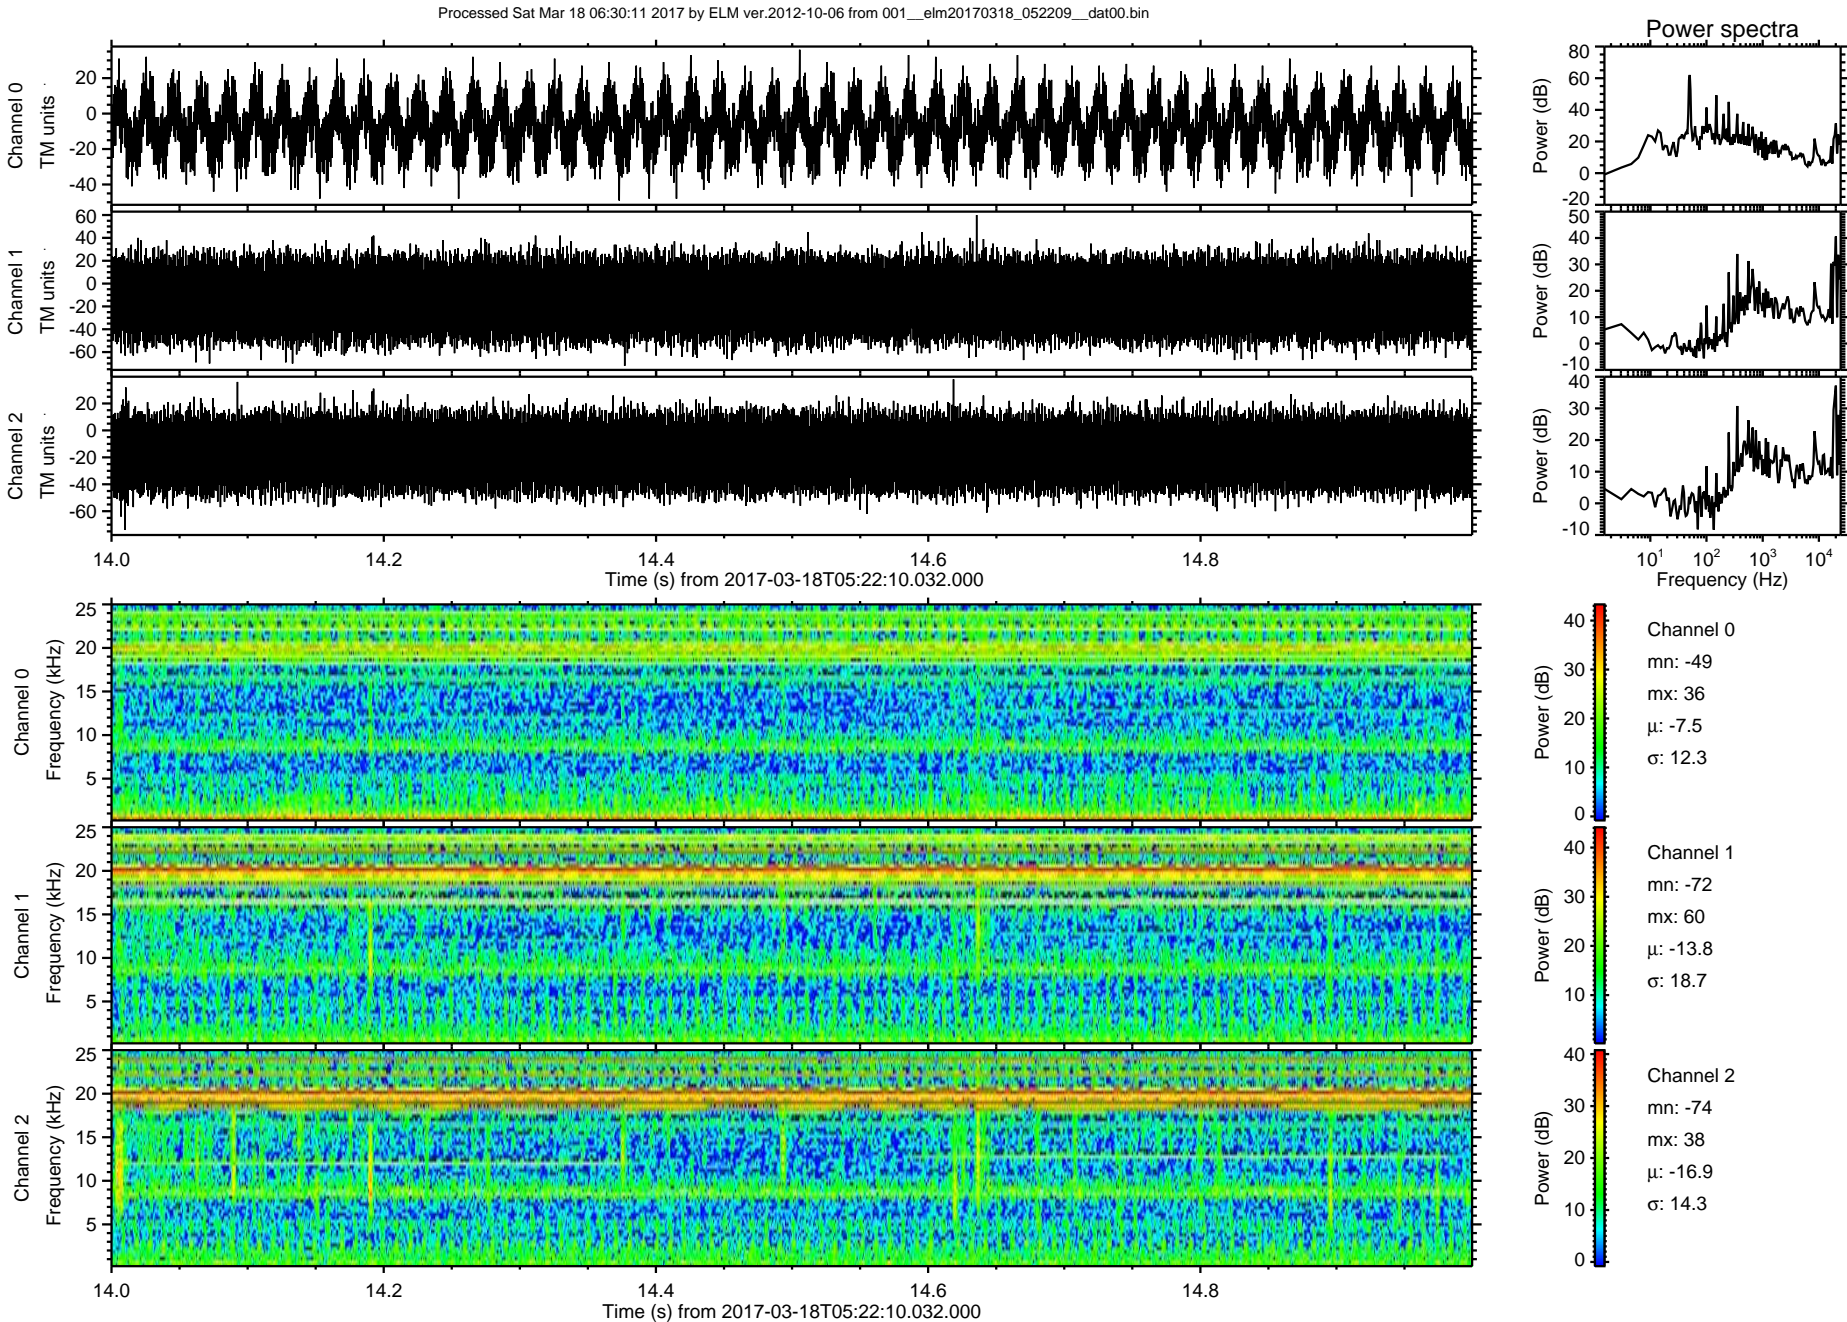 Processed Sat Mar 18 06:30:11 2017 by ELM ver.2012-10-06 from 001__elm20170318_052209__dat00.bin
Power spectra
Channel 0
TM units
20
0
-20
-40
Power (dB)
80
60
40
20
0
-20
Channel 1
TM units
60
40
20
0
-20
-40
-60
Power (dB)
50
40
30
20
10
0
-10
Channel 2
TM units
20
0
-20
-40
-60
Power (dB)
40
30
20
10
0
-10
14.0
14.2
14.4
14.6
14.8
Time (s) from 2017-03-18T05:22:10.032.000
10¹
10²
10³
10⁴
Frequency (Hz)
Channel 0
Frequency (kHz)
25
20
15
10
5
Power (dB)
40
30
20
10
0
Channel 0
mn: -49
mx: 36
μ: -7.5
σ: 12.3
Channel 1
Frequency (kHz)
25
20
15
10
5
Power (dB)
40
30
20
10
Channel 1
mn: -72
mx: 60
μ: -13.8
σ: 18.7
Channel 2
Frequency (kHz)
25
20
15
10
5
Power (dB)
40
30
20
10
0
Channel 2
mn: -74
mx: 38
μ: -16.9
σ: 14.3
14.0
14.2
14.4
14.6
14.8
Time (s) from 2017-03-18T05:22:10.032.000